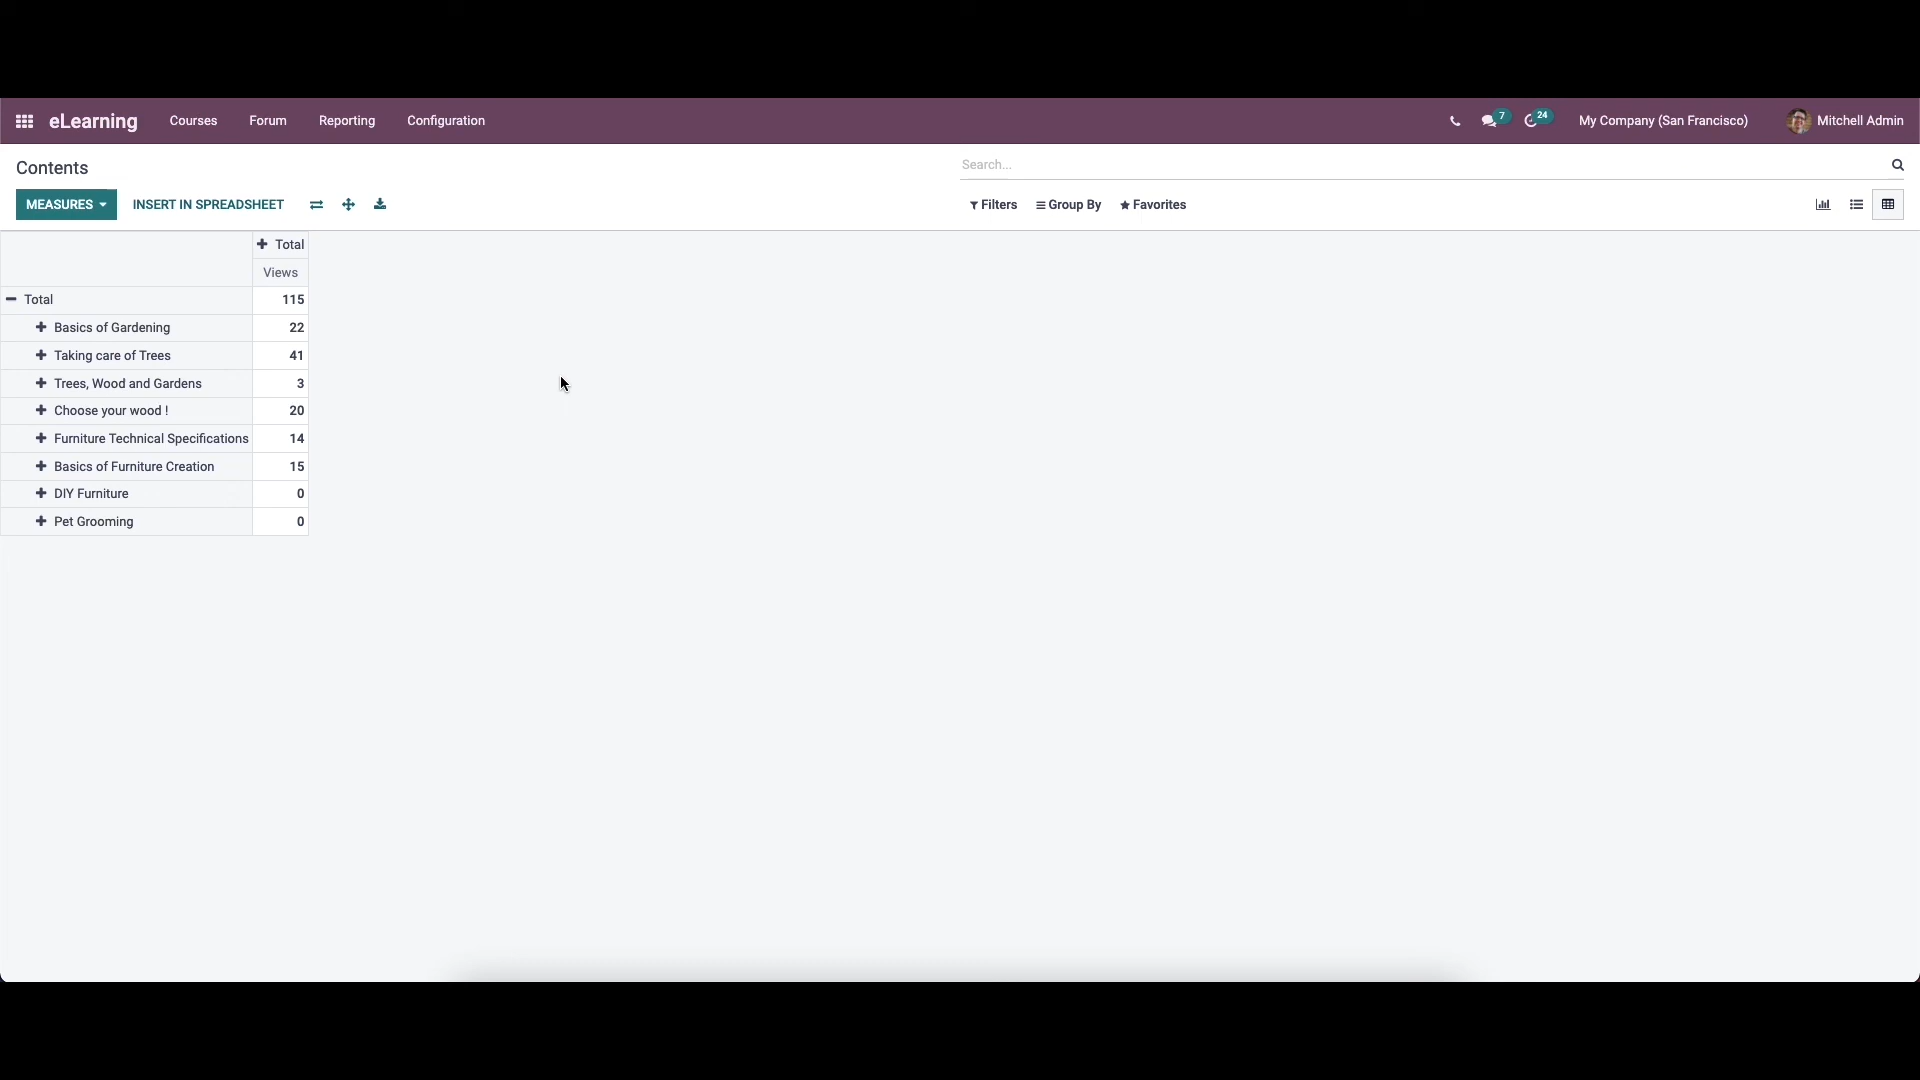 eLearning Courses Forum Reporting Configuration 7 24 My Company (San Francisco) Mitchell Admin
Contents Search...
MEASURES INSERT IN SPREADSHEET Filters Group By Favorites
Total
Views
Total 115
Basics of Gardening 22
Taking care of Trees 41
Trees, Wood and Gardens 3
Choose your wood ! 20
Furniture Technical Specifications 14
Basics of Furniture Creation 15
DIY Furniture 0
Pet Grooming 0